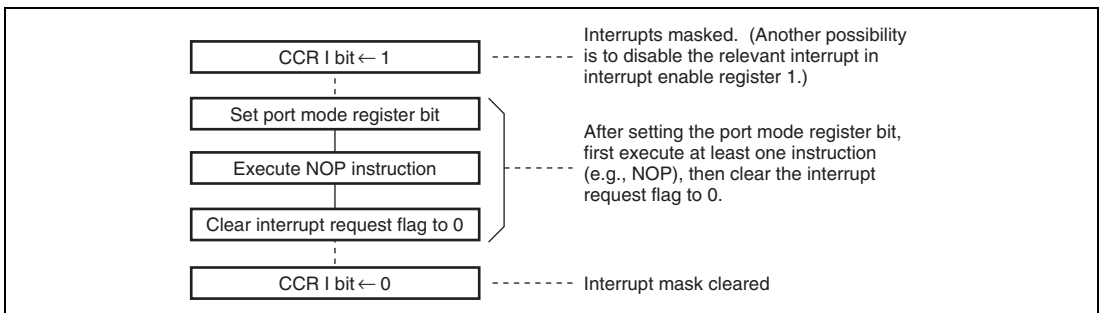 CCR I bit ← 1
Interrupts masked. (Another possibility
is to disable the relevant interrupt in
interrupt enable register 1.)
Set port mode register bit
Execute NOP instruction
Clear interrupt request flag to 0
After setting the port mode register bit,
first execute at least one instruction
(e.g., NOP), then clear the interrupt
request flag to 0.
CCR I bit ← 0
Interrupt mask cleared